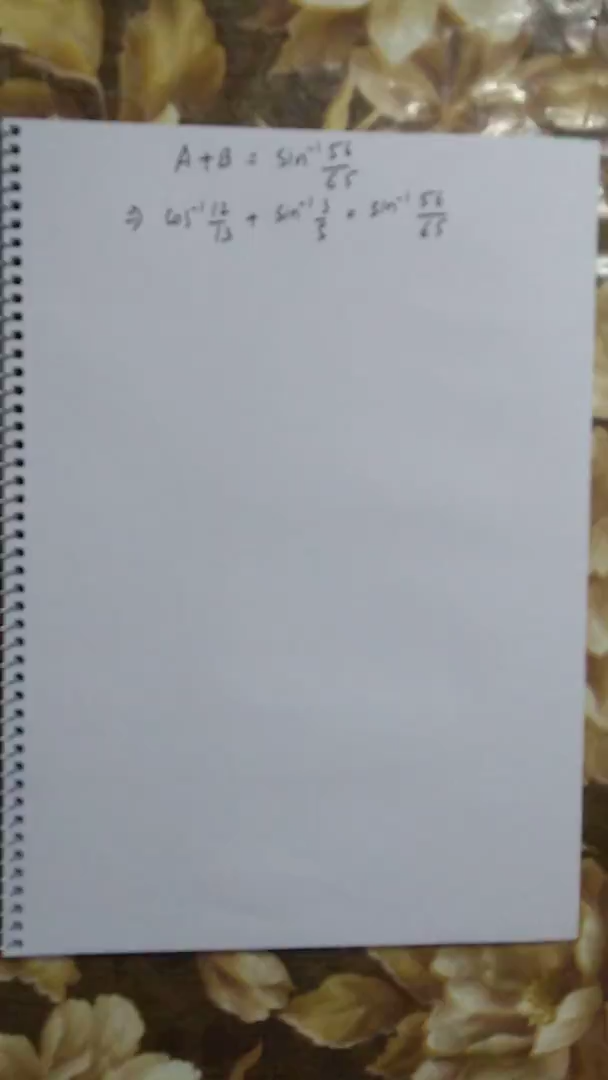 A + B = sin⁻¹ 56/65
⇒ cos⁻¹ 12/13 + sin⁻¹ 3/5 = sin⁻¹ 56/65